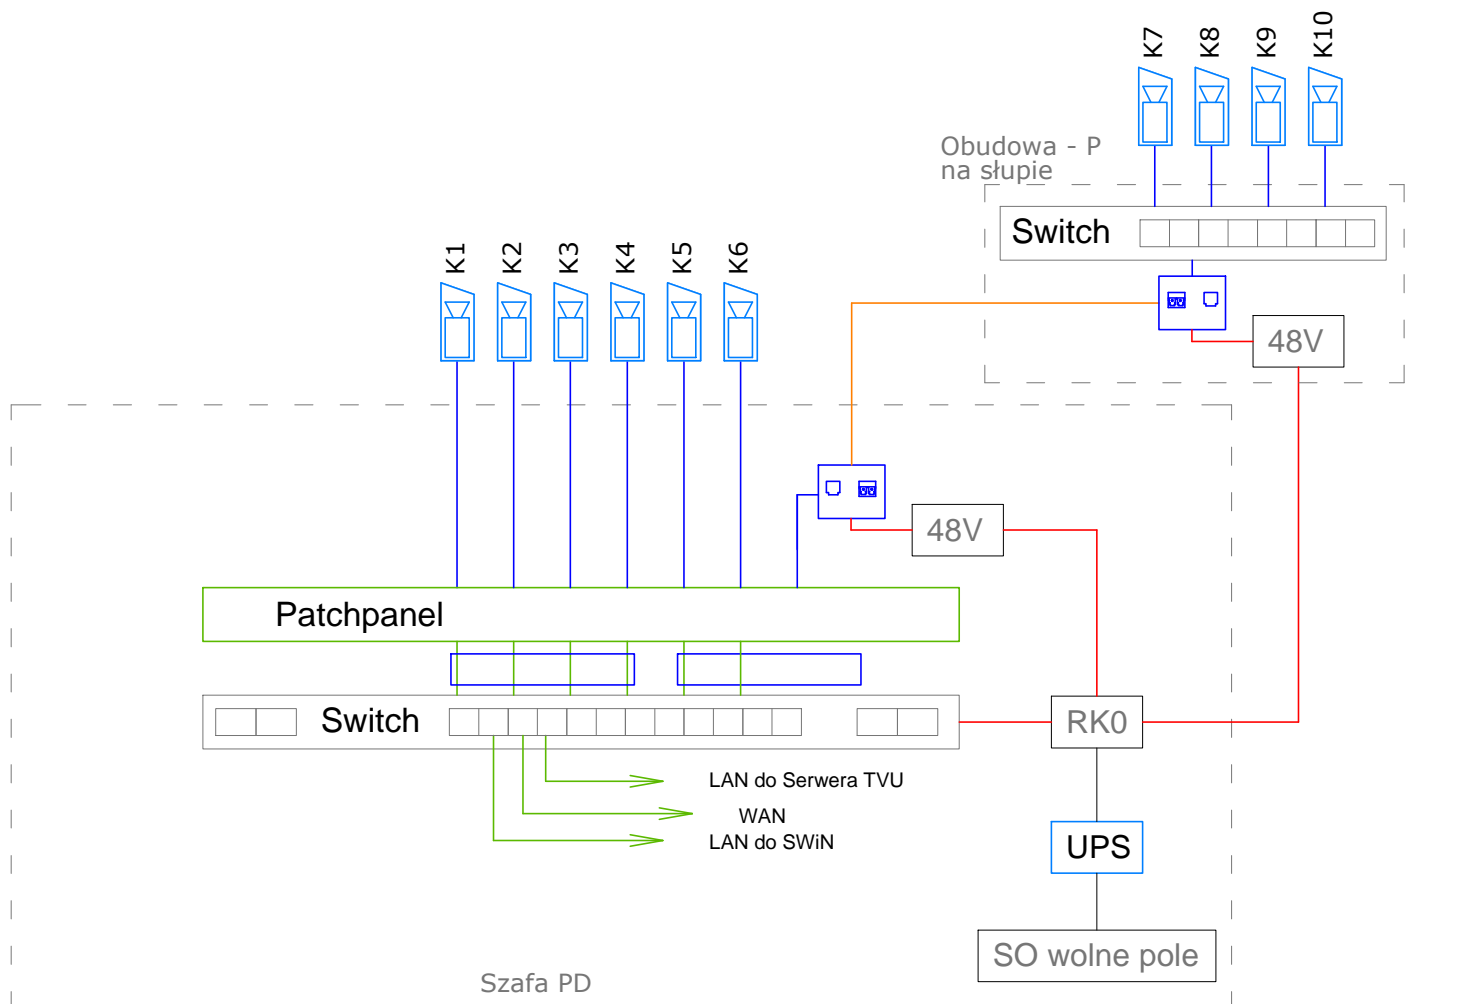 K7
K8
K9
K10
Obudowa - P
na słupie
Switch
K1
K2
K3
K4
K5
K6
48V
48V
Patchpanel
Switch
RK0
LAN do Serwera TVU
WAN
LAN do SWiN
UPS
SO wolne pole
Szafa PD